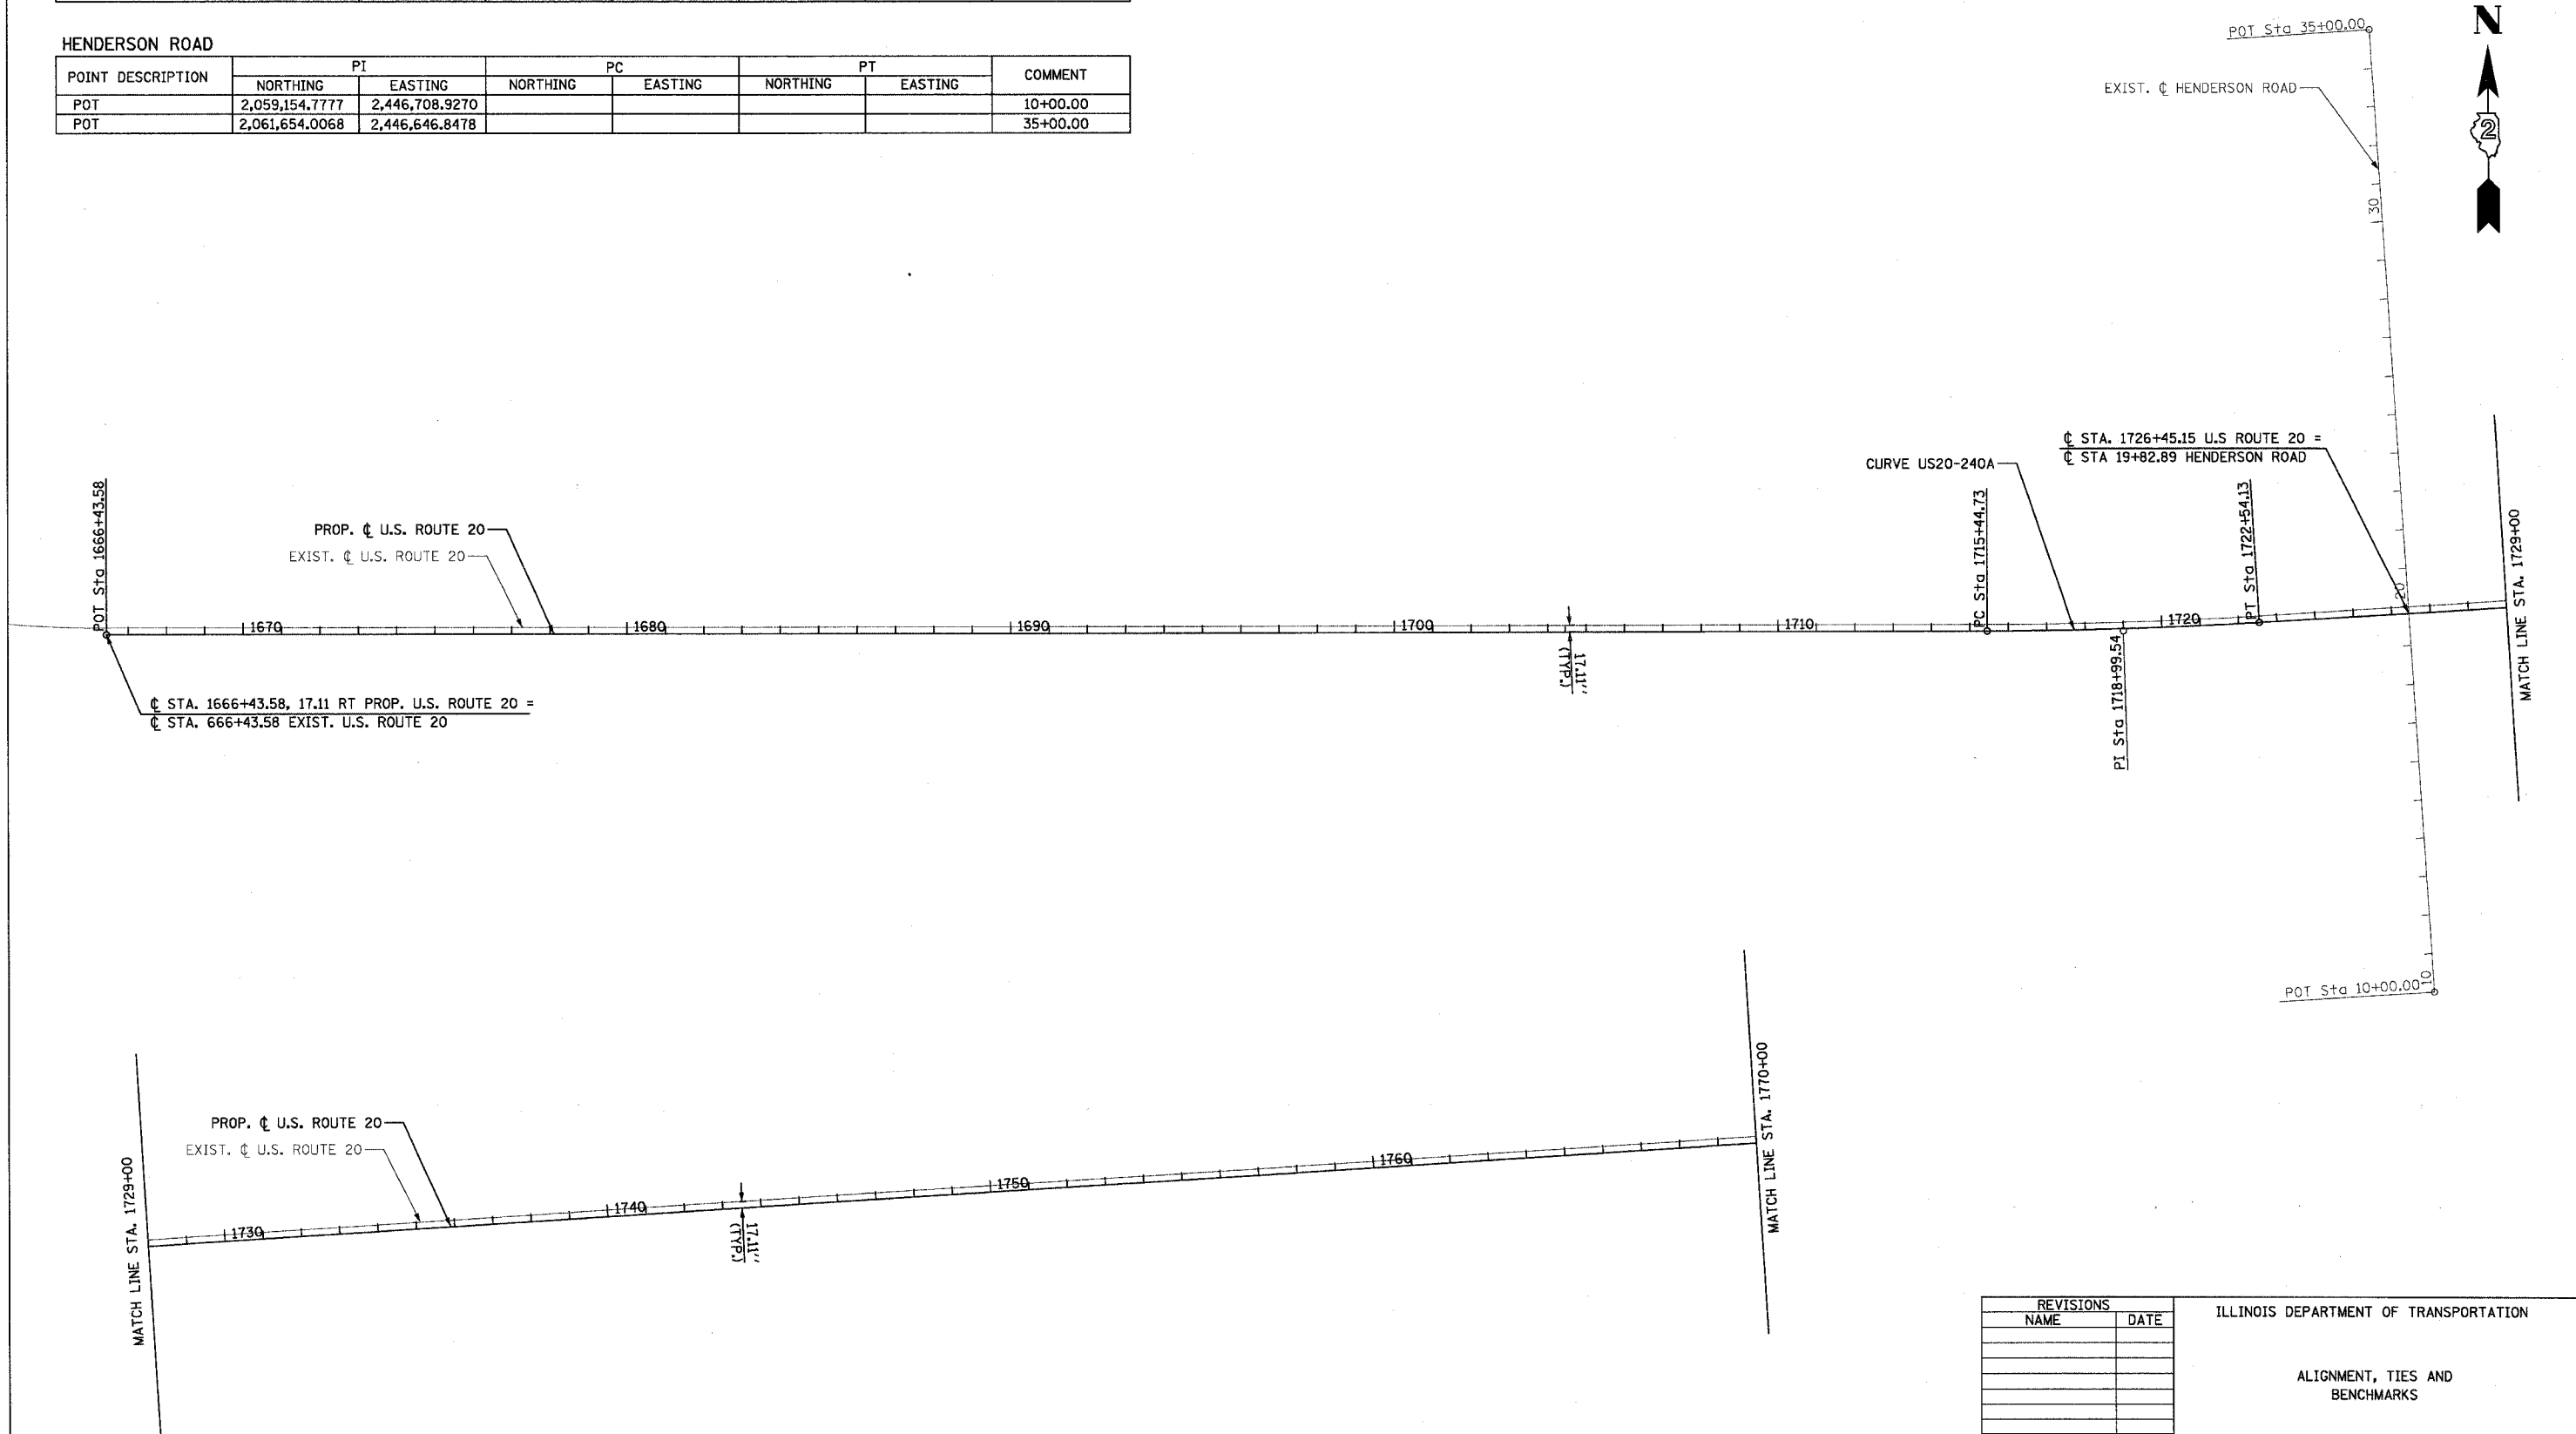 HENDERSON ROAD
POINT DESCRIPTION PI PC PT COMMENT
NORTHING EASTING NORTHING EASTING NORTHING EASTING
POT 2,059,154.7777 2,446,708.9270 10+00.00
POT 2,061,654.0068 2,446,646.8478 35+00.00
POT Sta 35+00.00
N
EXIST. ℄ HENDERSON ROAD
2
30
℄ STA. 1726+45.15 U.S ROUTE 20 =
℄ STA 19+82.89 HENDERSON ROAD
CURVE US20-240A
POT Sta 1666+43.58
PROP. ℄ U.S. ROUTE 20
EXIST. ℄ U.S. ROUTE 20
PC Sta 1715+44.73
PT Sta 1722+54.13
MATCH LINE STA. 1729+00
20
1670
1680
1690
1700
1710
1720
17.11'
(TYP.)
PI Sta 1718+99.54
℄ STA. 1666+43.58, 17.11 RT PROP. U.S. ROUTE 20 =
℄ STA. 666+43.58 EXIST. U.S. ROUTE 20
10
POT Sta 10+00.00
MATCH LINE STA. 1770+00
PROP. ℄ U.S. ROUTE 20
EXIST. ℄ U.S. ROUTE 20
MATCH LINE STA. 1729+00
1730
1740
1750
1760
17.11'
(TYP.)
REVISIONS
NAME DATE
ILLINOIS DEPARTMENT OF TRANSPORTATION
ALIGNMENT, TIES AND
BENCHMARKS